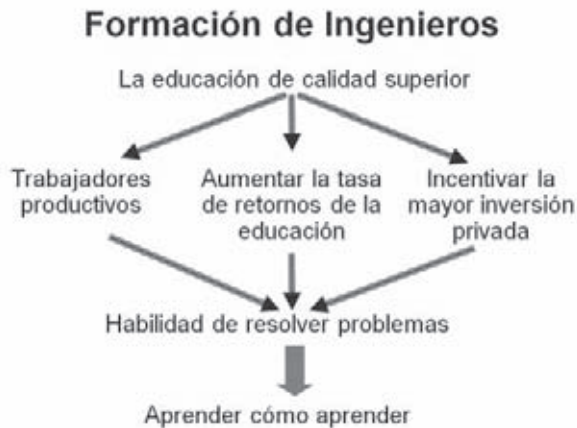 Formación de Ingenieros
La educación de calidad superior
Trabajadores
productivos
Aumentar la tasa
de retornos de la
educación
Incentivar la
mayor inversión
privada
Habilidad de resolver problemas
Aprender cómo aprender